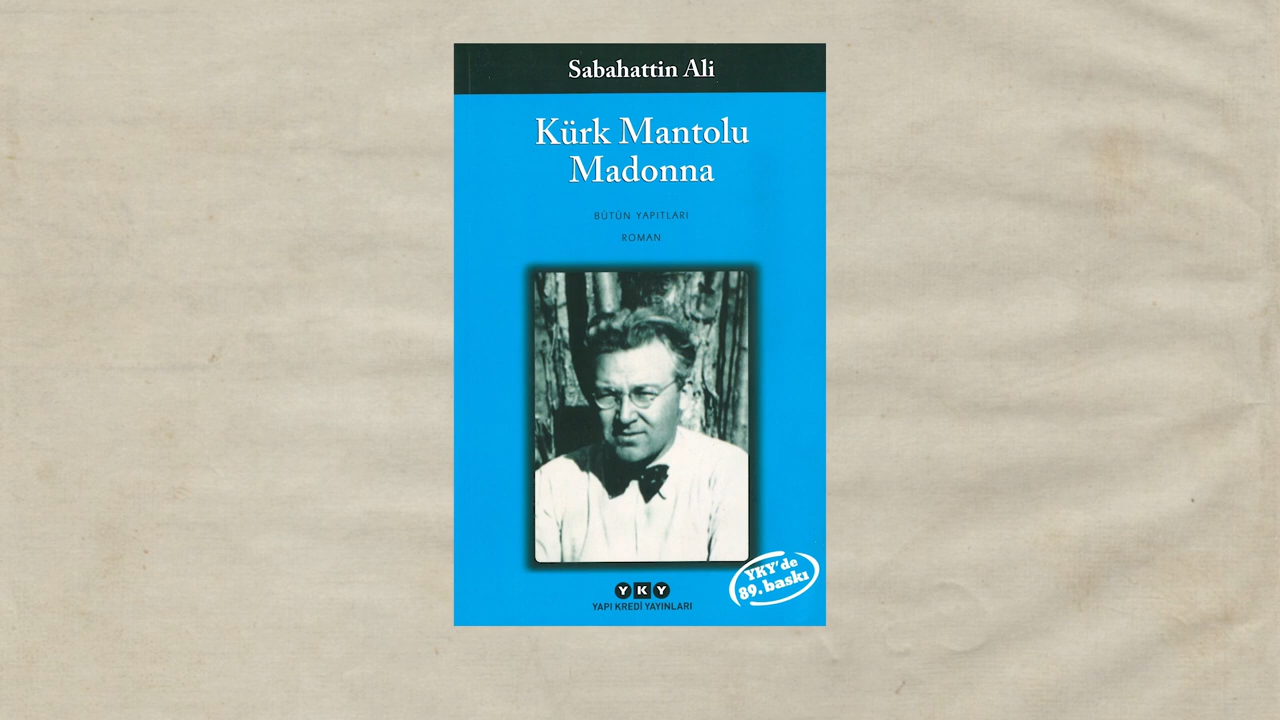 Sabahattin Ali
Kürk Mantolu
Madonna
BÜTÜN YAPITLARI
ROMAN
YKY'de
89. baskı
YKY
YAPI KREDİ YAYINLARI